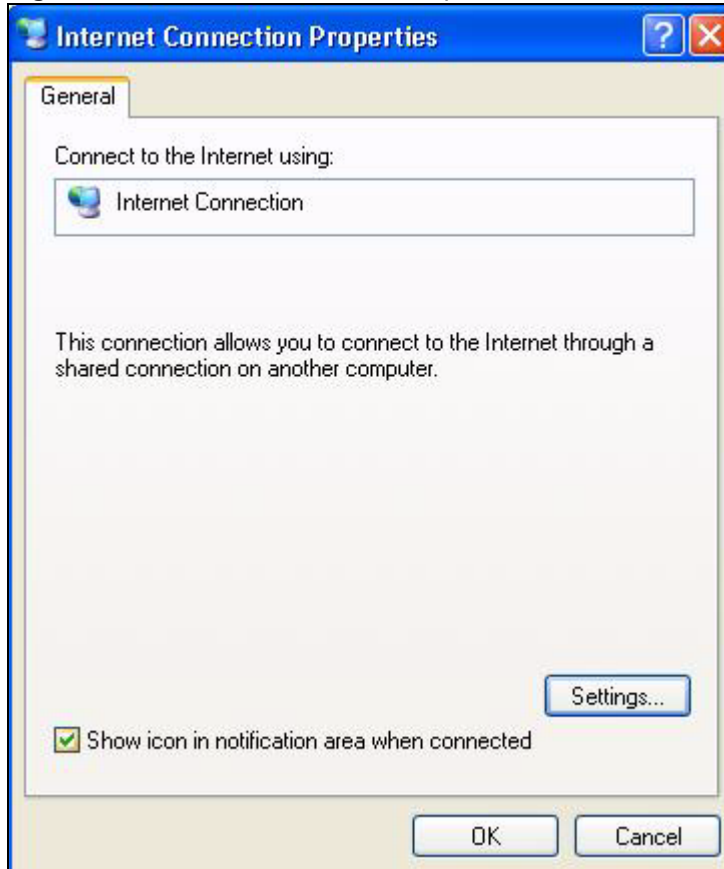 Internet Connection Properties
General
Connect to the Internet using:
Internet Connection
This connection allows you to connect to the Internet through a
shared connection on another computer.
Settings...
Show icon in notification area when connected
OK
Cancel